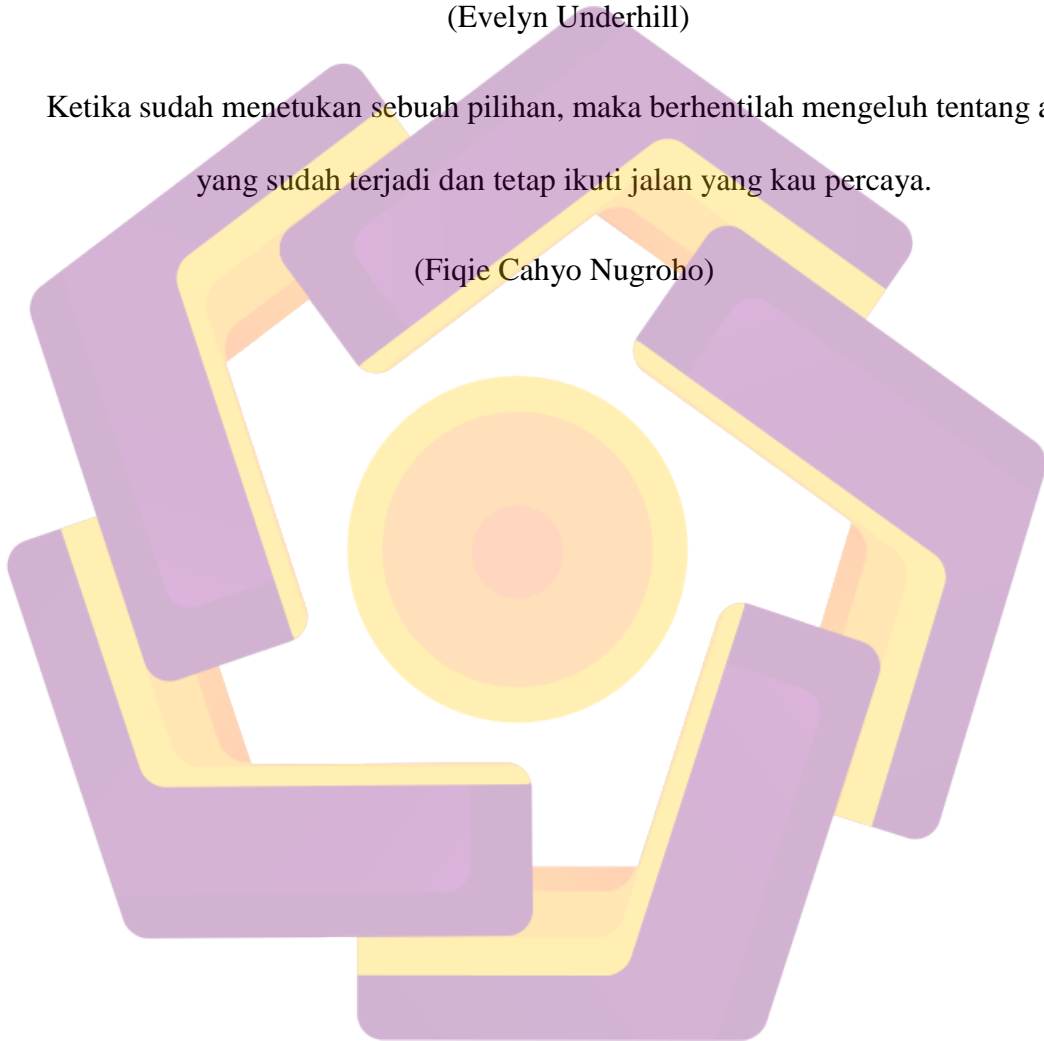 (Evelyn Underhill)
Ketika sudah menetukan sebuah pilihan, maka berhentilah mengeluh tentang
yang sudah terjadi dan tetap ikuti jalan yang kau percaya.
(Fiqie Cahyo Nugroho)